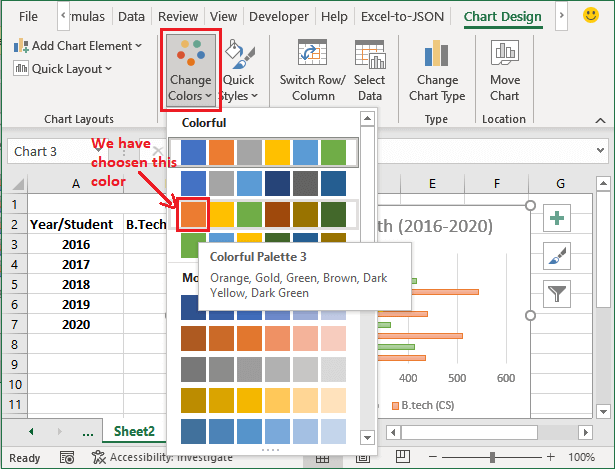 File rmulas Data Review View Developer Excel-to-JSON Chart Design
Add Chart Element
Quick Layout
Change Colors
Quick Styles
Switch Row/ Column
Select Data
Change Chart Type
Move Chart
Chart Layouts
Type
Location
Colorful
We have
choosen this
color
Chart 3
A E F G
1
2 Year/Student B.Tech th (2016-2020)
3 2016
4 2017
5 2018
6 2019
7 2020
8
9
10
11
Colorful Palette 3
Orange, Gold, Green, Brown, Dark
Yellow, Dark Green
Mo
400 500 600
B.tech (CS)
... Sheet2
Ready Accessibility: Investigate 100%